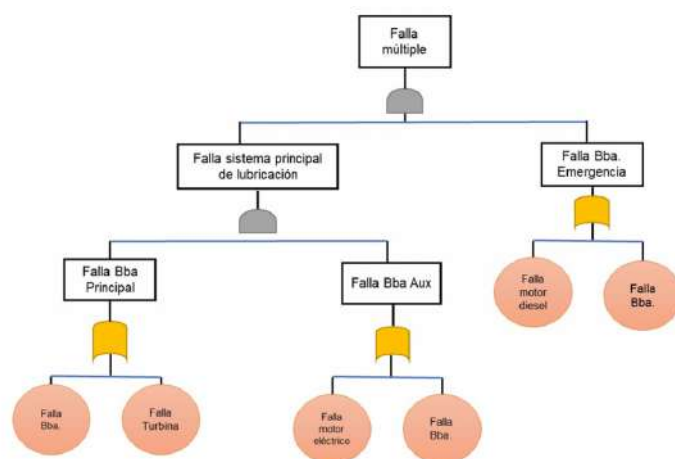 Falla
múltiple
Falla sistema principal
de lubricación
Falla Bba.
Emergencia
Falla Bba
Principal
Falla Bba Aux
Falla
motor
diesel
Falla
Bba.
Falla
Bba.
Falla
Turbina
Falla
motor
eléctrico
Falla
Bba.